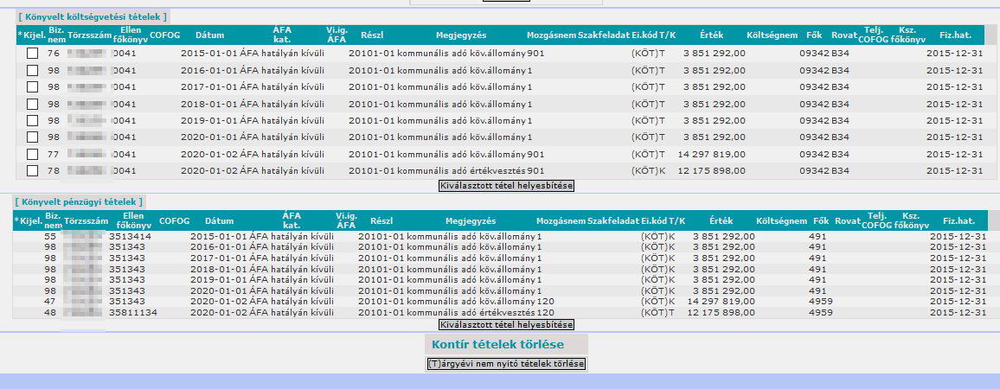 [ Könyvelt költségvetési tételek ]
* Kijel. Biz. nem Törzsszám Ellen főkönyv COFOG Dátum ÁFA kat. Vi.ig. ÁFA Részl Megjegyzés Mozgásnem Szakfeladat Ei.kód T/K Érték Költségnem Fők Rovat Telj. COFOG Ksz. főkönyv Fiz.hat.
76 0041 2015-01-01 ÁFA hatályán kívüli 20101-01 kommunális adó köv.állomány 901 (KÖT) T 3 851 292,00 09342 B34 2015-12-31
98 0041 2016-01-01 ÁFA hatályán kívüli 20101-01 kommunális adó köv.állomány 1 (KÖT) T 3 851 292,00 09342 B34 2015-12-31
98 0041 2017-01-01 ÁFA hatályán kívüli 20101-01 kommunális adó köv.állomány 1 (KÖT) T 3 851 292,00 09342 B34 2015-12-31
98 0041 2018-01-01 ÁFA hatályán kívüli 20101-01 kommunális adó köv.állomány 1 (KÖT) T 3 851 292,00 09342 B34 2015-12-31
98 0041 2019-01-01 ÁFA hatályán kívüli 20101-01 kommunális adó köv.állomány 1 (KÖT) T 3 851 292,00 09342 B34 2015-12-31
98 0041 2020-01-01 ÁFA hatályán kívüli 20101-01 kommunális adó köv.állomány 1 (KÖT) T 3 851 292,00 09342 B34 2015-12-31
77 0041 2020-01-02 ÁFA hatályán kívüli 20101-01 kommunális adó köv.állomány 901 (KÖT) T 14 297 819,00 09342 B34 2015-12-31
78 0041 2020-01-02 ÁFA hatályán kívüli 20101-01 kommunális adó értékvesztés 901 (KÖT) K 12 175 898,00 09342 B34 2015-12-31
Kiválasztott tétel helyesbítése
[ Könyvelt pénzügyi tételek ]
* Kijel. Biz. nem Törzsszám Ellen főkönyv COFOG Dátum ÁFA kat. Vi.ig. ÁFA Részl Megjegyzés Mozgásnem Szakfeladat Ei.kód T/K Érték Költségnem Fők Rovat Telj. COFOG Ksz. főkönyv Fiz.hat.
55 3513414 2015-01-01 ÁFA hatályán kívüli 20101-01 kommunális adó köv.állomány 1 (KÖT) K 3 851 292,00 491 2015-12-31
98 351343 2016-01-01 ÁFA hatályán kívüli 20101-01 kommunális adó köv.állomány 1 (KÖT) K 3 851 292,00 491 2015-12-31
98 351343 2017-01-01 ÁFA hatályán kívüli 20101-01 kommunális adó köv.állomány 1 (KÖT) K 3 851 292,00 491 2015-12-31
98 351343 2018-01-01 ÁFA hatályán kívüli 20101-01 kommunális adó köv.állomány 1 (KÖT) K 3 851 292,00 491 2015-12-31
98 351343 2019-01-01 ÁFA hatályán kívüli 20101-01 kommunális adó köv.állomány 1 (KÖT) K 3 851 292,00 491 2015-12-31
98 351343 2020-01-01 ÁFA hatályán kívüli 20101-01 kommunális adó köv.állomány 1 (KÖT) K 3 851 292,00 491 2015-12-31
47 351343 2020-01-02 ÁFA hatályán kívüli 20101-01 kommunális adó köv.állomány 120 (KÖT) K 14 297 819,00 4959 2015-12-31
48 35811134 2020-01-02 ÁFA hatályán kívüli 20101-01 kommunális adó értékvesztés 120 (KÖT) T 12 175 898,00 4959 2015-12-31
Kiválasztott tétel helyesbítése
Kontír tételek törlése
(T)árgyévi nem nyitó tételek törlése